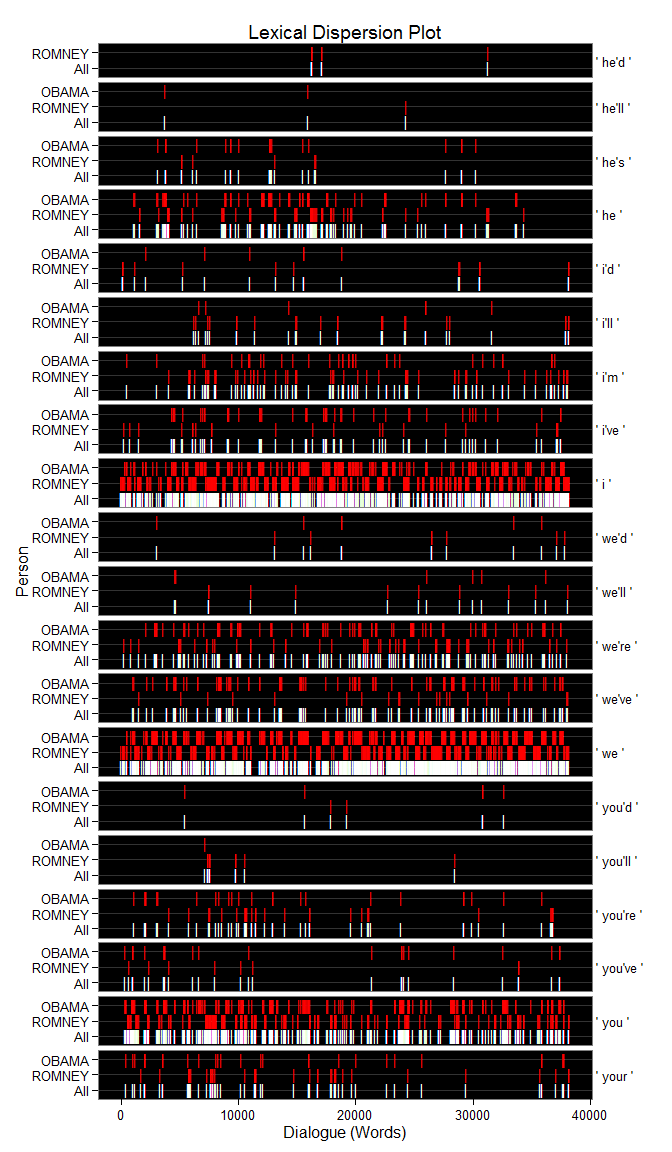 Lexical Dispersion Plot
ROMNEY
All
' he'd '
OBAMA
ROMNEY
All
' he'll '
OBAMA
ROMNEY
All
' he's '
OBAMA
ROMNEY
All
' he '
OBAMA
ROMNEY
All
' i'd '
OBAMA
ROMNEY
All
' i'll '
OBAMA
ROMNEY
All
' i'm '
OBAMA
ROMNEY
All
' i've '
OBAMA
ROMNEY
All
' i '
OBAMA
ROMNEY
All
' we'd '
Person
OBAMA
ROMNEY
All
' we'll '
OBAMA
ROMNEY
All
' we're '
OBAMA
ROMNEY
All
' we've '
OBAMA
ROMNEY
All
' we '
OBAMA
ROMNEY
All
' you'd '
OBAMA
ROMNEY
All
' you'll '
OBAMA
ROMNEY
All
' you're '
OBAMA
ROMNEY
All
' you've '
OBAMA
ROMNEY
All
' you '
OBAMA
ROMNEY
All
' your '
0 10000 20000 30000 40000
Dialogue (Words)